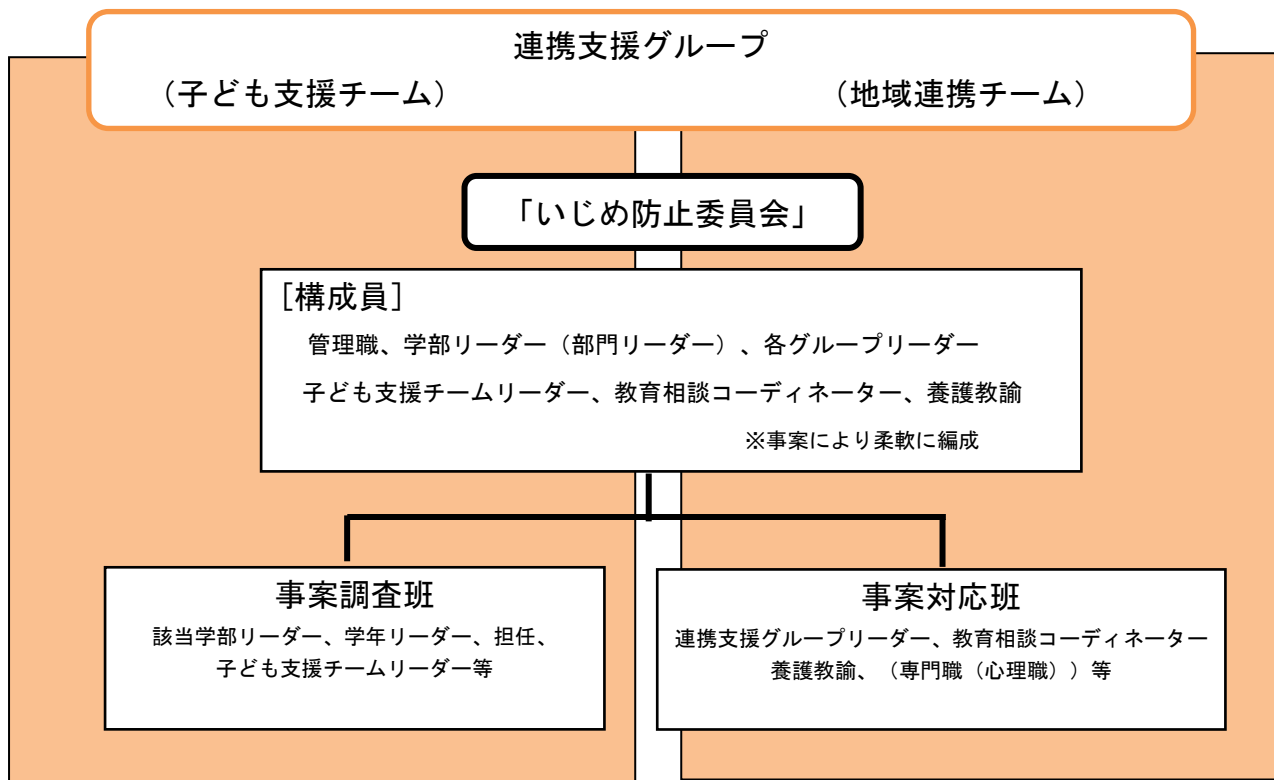 連携支援グループ
（子ども支援チーム）　（地域連携チーム）
「いじめ防止委員会」
［構成員］
管理職、学部リーダー（部門リーダー）、各グループリーダー
子ども支援チームリーダー、教育相談コーディネーター、養護教諭
※事案により柔軟に編成
事案調査班
該当学部リーダー、学年リーダー、担任、
子ども支援チームリーダー等
事案対応班
連携支援グループリーダー、教育相談コーディネーター
養護教諭、（専門職（心理職））等